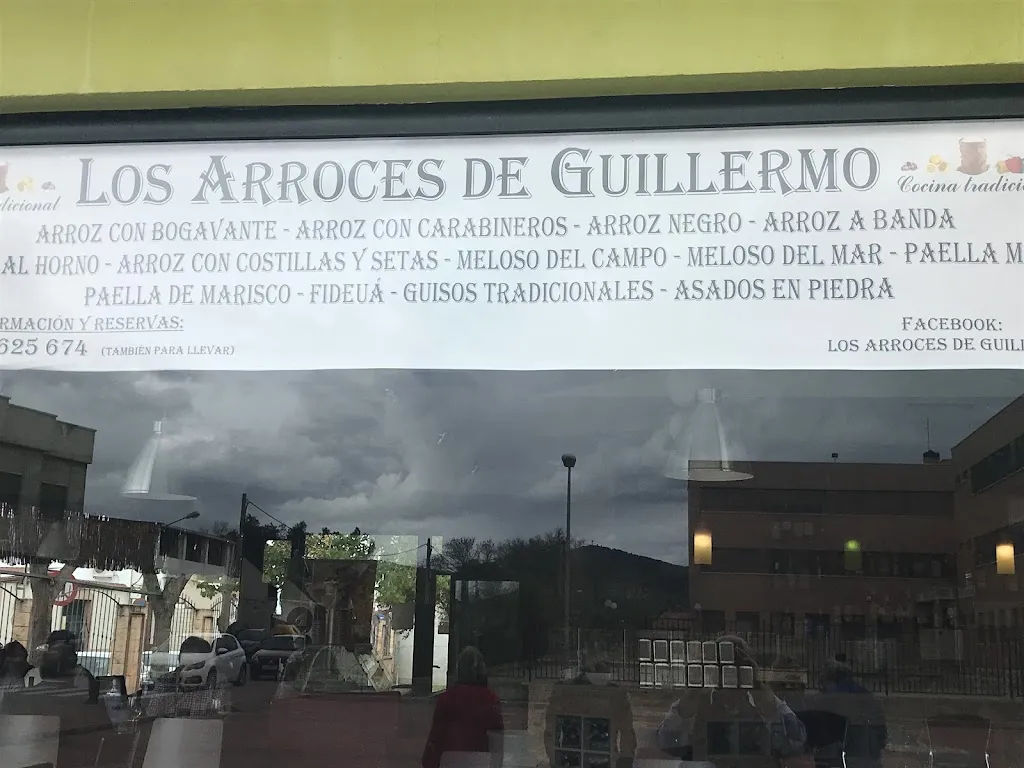 LOS ARROCES DE GUILLERMO
dicional
Cocina tradicio
ARROZ CON BOGAVANTE - ARROZ CON CARABINEROS - ARROZ NEGRO - ARROZ A BANDA
AL HORNO - ARROZ CON COSTILLAS Y SETAS - MELOSO DEL CAMPO - MELOSO DEL MAR - PAELLA M
PAELLA DE MARISCO - FIDEUÁ - GUISOS TRADICIONALES - ASADOS EN PIEDRA
RMACIÓN Y RESERVAS:
625 674 (TAMBIÉN PARA LLEVAR)
FACEBOOK:
LOS ARROCES DE GUILL